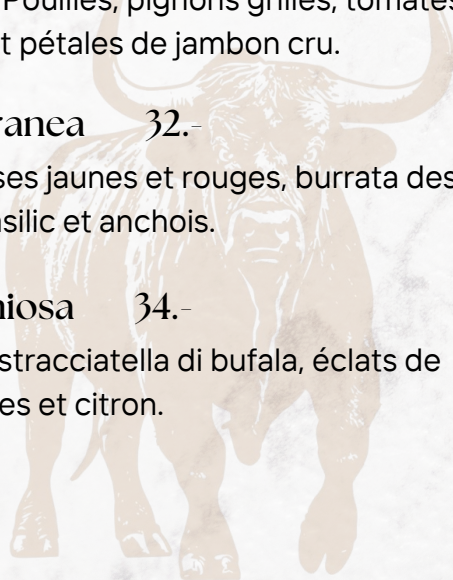 Pouilles, pignons grillés, tomates
t pétales de jambon cru.
ranea 32.-
ses jaunes et rouges, burrata des
asilic et anchois.
niosa 34.-
stracciatella di bufala, éclats de
es et citron.